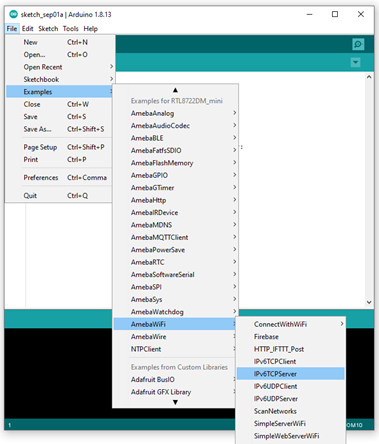 sketch_sep01a | Arduino 1.8.13
File Edit Sketch Tools Help
New Ctrl+N
Open... Ctrl+O
Open Recent
Sketchbook
Examples
Close Ctrl+W
Save Ctrl+S
Save As... Ctrl+Shift+S
Page Setup Ctrl+Shift+P
Print Ctrl+P
Preferences Ctrl+Comma
Quit Ctrl+Q
Examples for RTL8722DM_mini
AmebaAnalog
AmebaAudioCodec
AmebaBLE
AmebaFatfsSDIO
AmebaFlashMemory
AmebaGPIO
AmebaGTimer
AmebaHttp
AmebaIRDevice
AmebaMDNS
AmebaMQTTClient
AmebaPowerSave
AmebaRTC
AmebaSoftwareSerial
AmebaSPI
AmebaSys
AmebaWatchdog
AmebaWiFi
AmebaWire
NTPClient
Examples from Custom Libraries
Adafruit BusIO
Adafruit GFX Library
ConnectWithWiFi
Firebase
HTTP_IFTTT_Post
IPv6TCPClient
IPv6TCPServer
IPv6UDPClient
IPv6UDPServer
ScanNetworks
SimpleServerWiFi
SimpleWebServerWiFi
1
OM10